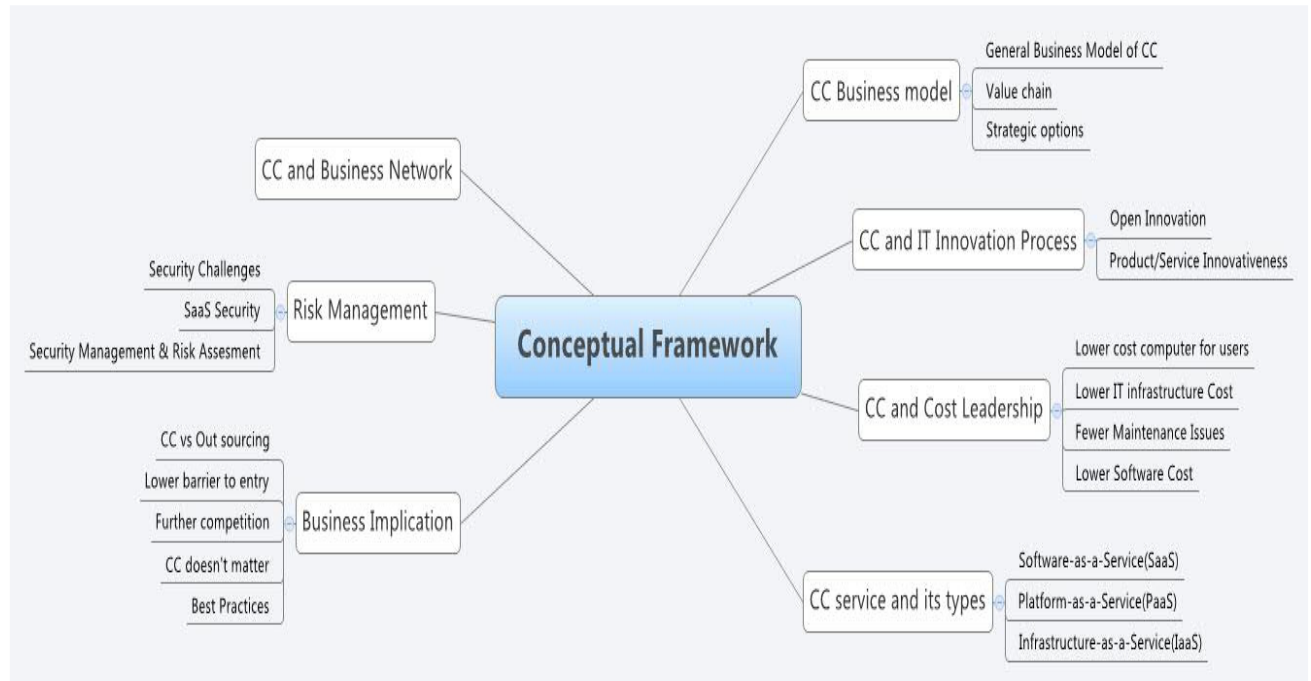 Conceptual Framework
CC Business model
General Business Model of CC
Value chain
Strategic options
CC and IT Innovation Process
Open Innovation
Product/Service Innovativeness
CC and Cost Leadership
Lower cost computer for users
Lower IT infrastructure Cost
Fewer Maintenance Issues
Lower Software Cost
CC service and its types
Software-as-a-Service(SaaS)
Platform-as-a-Service(PaaS)
Infrastructure-as-a-Service(IaaS)
CC and Business Network
Risk Management
Security Challenges
SaaS Security
Security Management & Risk Assesment
Business Implication
CC vs Out sourcing
Lower barrier to entry
Further competition
CC doesn't matter
Best Practices